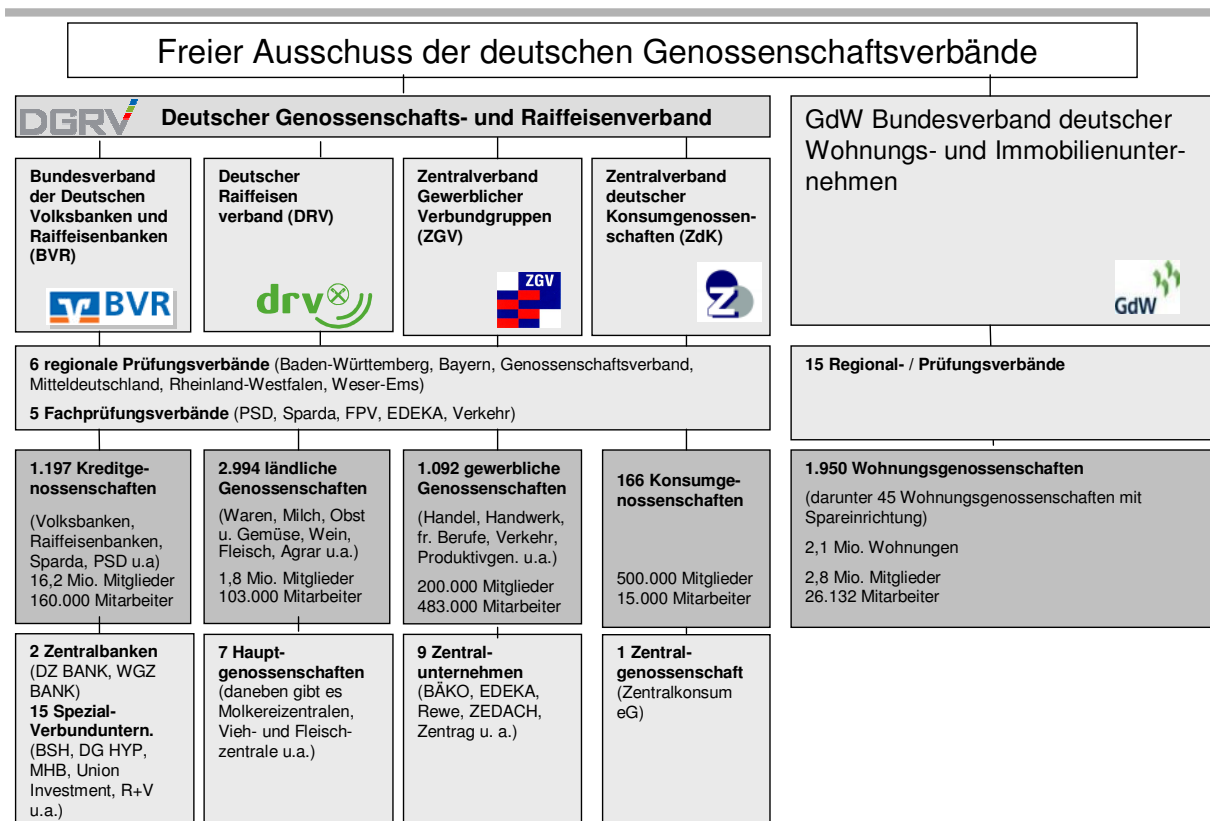 Freier Ausschuss der deutschen Genossenschaftsverbände
DGRV
Deutscher Genossenschafts- und Raiffeisenverband
Bundesverband
der Deutschen
Volksbanken und
Raiffeisenbanken
(BVR)
BVR
Deutscher
Raiffeisen
verband (DRV)
drv
Zentralverband
Gewerblicher
Verbundgruppen
(ZGV)
ZGV
Zentralverband
deutscher
Konsumgenossen-
schaften (ZdK)
Z
GdW Bundesverband deutscher
Wohnungs- und Immobilienunter-
nehmen
GdW
6 regionale Prüfungsverbände (Baden-Württemberg, Bayern, Genossenschaftsverband,
Mitteldeutschland, Rheinland-Westfalen, Weser-Ems)
5 Fachprüfungsverbände (PSD, Sparda, FPV, EDEKA, Verkehr)
15 Regional- / Prüfungsverbände
1.197 Kreditge-
nossenschaften
(Volksbanken,
Raiffeisenbanken,
Sparda, PSD u.a)
16,2 Mio. Mitglieder
160.000 Mitarbeiter
2.994 ländliche
Genossenschaften
(Waren, Milch, Obst
u. Gemüse, Wein,
Fleisch, Agrar u.a.)
1,8 Mio. Mitglieder
103.000 Mitarbeiter
1.092 gewerbliche
Genossenschaften
(Handel, Handwerk,
fr. Berufe, Verkehr,
Produktivgen. u.a.)
200.000 Mitglieder
483.000 Mitarbeiter
166 Konsumge-
nossenschaften
500.000 Mitglieder
15.000 Mitarbeiter
1.950 Wohnungsgenossenschaften
(darunter 45 Wohnungsgenossenschaften mit
Spareinrichtung)
2,1 Mio. Wohnungen
2,8 Mio. Mitglieder
26.132 Mitarbeiter
2 Zentralbanken
(DZ BANK, WGZ
BANK)
15 Spezial-
Verbunduntern.
(BSH, DG HYP,
MHB, Union
Investment, R+V
u.a.)
7 Haupt-
genossenschaften
(daneben gibt es
Molkereizentralen,
Vieh- und Fleisch-
zentrale u.a.)
9 Zentral-
unternehmen
(BÄKO, EDEKA,
Rewe, ZEDACH,
Zentrag u. a.)
1 Zentral-
genossenschaft
(Zentralkonsum
eG)